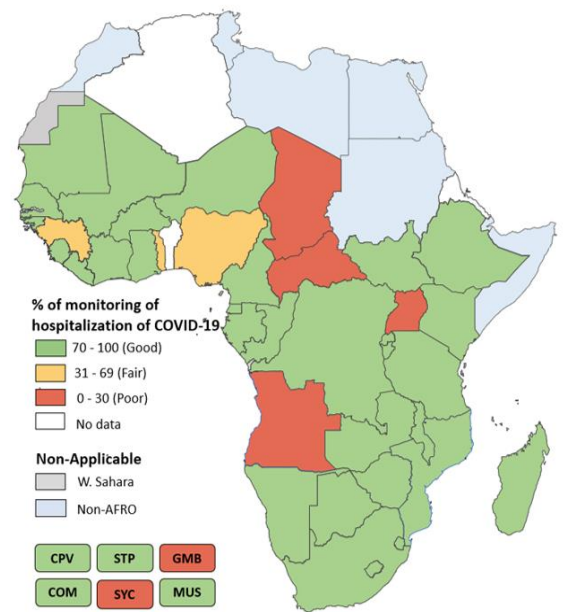 % of monitoring of
hospitalization of COVID-19
70 - 100 (Good)
31 - 69 (Fair)
0 - 30 (Poor)
No data
Non-Applicable
W. Sahara
Non-AFRO
CPV STP GMB
COM SYC MUS